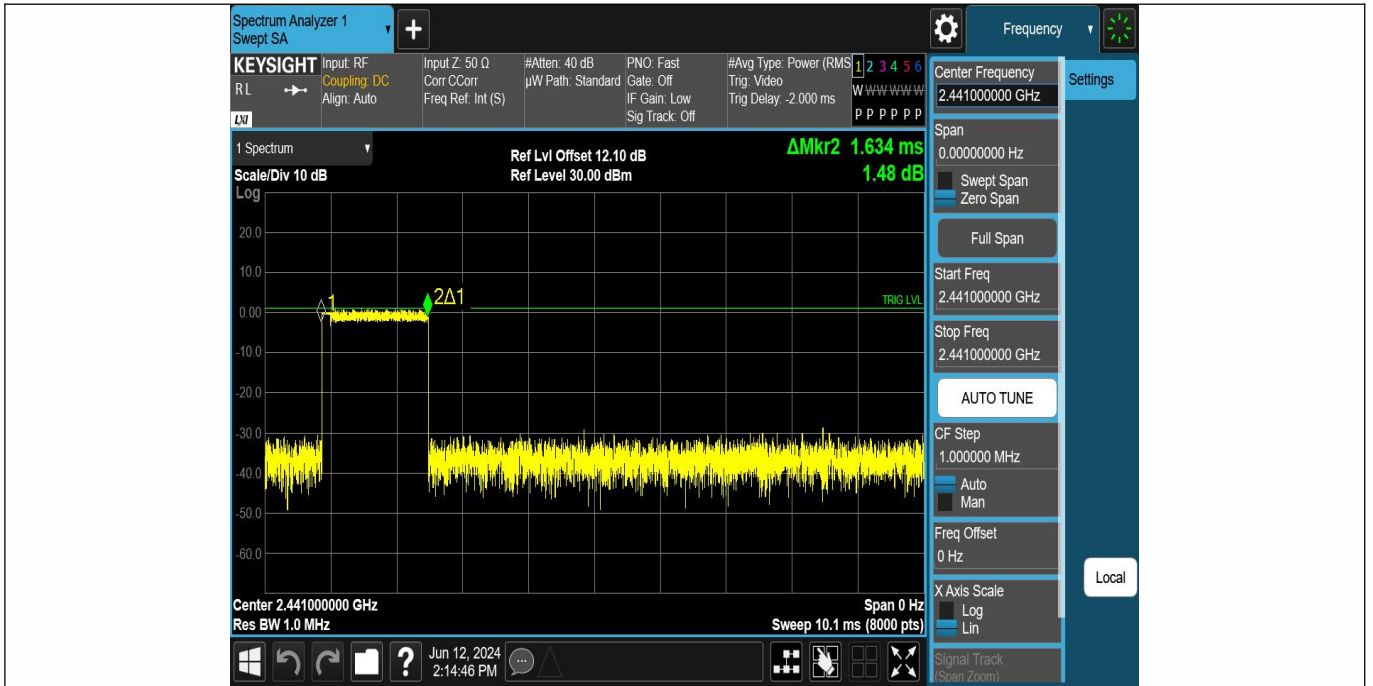 Spectrum Analyzer 1
Swept SA
+
Frequency
KEYSIGHT
RL
LXI
Input: RF
Coupling: DC
Align: Auto
Input Z: 50 Ω
Corr CCorr
Freq Ref: Int (S)
#Atten: 40 dB
µW Path: Standard
PNO: Fast
Gate: Off
IF Gain: Low
Sig Track: Off
#Avg Type: Power (RMS
Trig: Video
Trig Delay: -2.000 ms
1 2 3 4 5 6
W W W W W W
P P P P P P
Center Frequency
2.441000000 GHz
Settings
1 Spectrum
Scale/Div 10 dB
Ref Lvl Offset 12.10 dB
Ref Level 30.00 dBm
ΔMkr2 1.634 ms
1.48 dB
Log
20.0
10.0
0.00
-10.0
-20.0
-30.0
-40.0
-50.0
-60.0
1
2Δ1
TRIG LVL
Center 2.441000000 GHz
Res BW 1.0 MHz
Span 0 Hz
Sweep 10.1 ms (8000 pts)
Span
0.00000000 Hz
Swept Span
Zero Span
Full Span
Start Freq
2.441000000 GHz
Stop Freq
2.441000000 GHz
AUTO TUNE
CF Step
1.000000 MHz
Auto
Man
Freq Offset
0 Hz
X Axis Scale
Log
Lin
Signal Track
(Span Zoom)
Local
?
Jun 12, 2024
2:14:46 PM